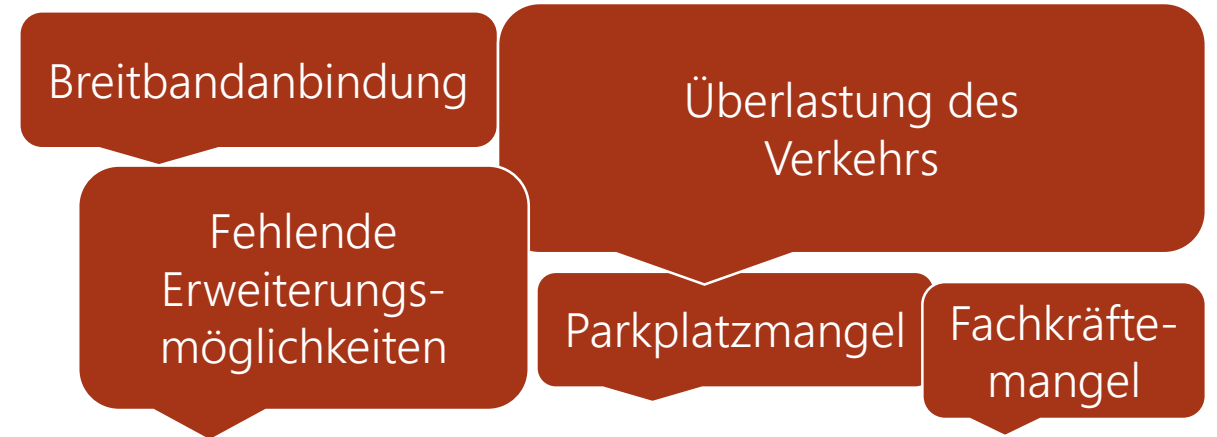 Breitbandanbindung
Überlastung des
Verkehrs
Fehlende
Erweiterungs-
möglichkeiten
Parkplatzmangel
Fachkräfte-
mangel